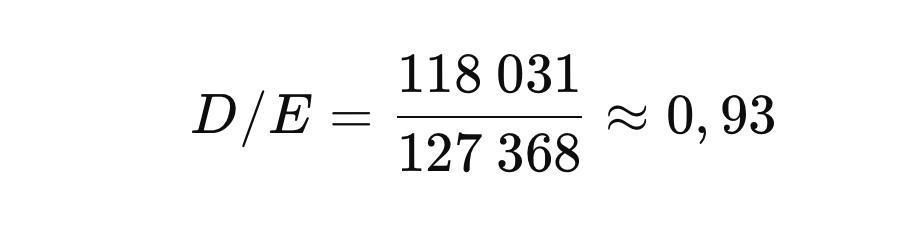 D/E = 118 031 / 127 368 ≈ 0,93